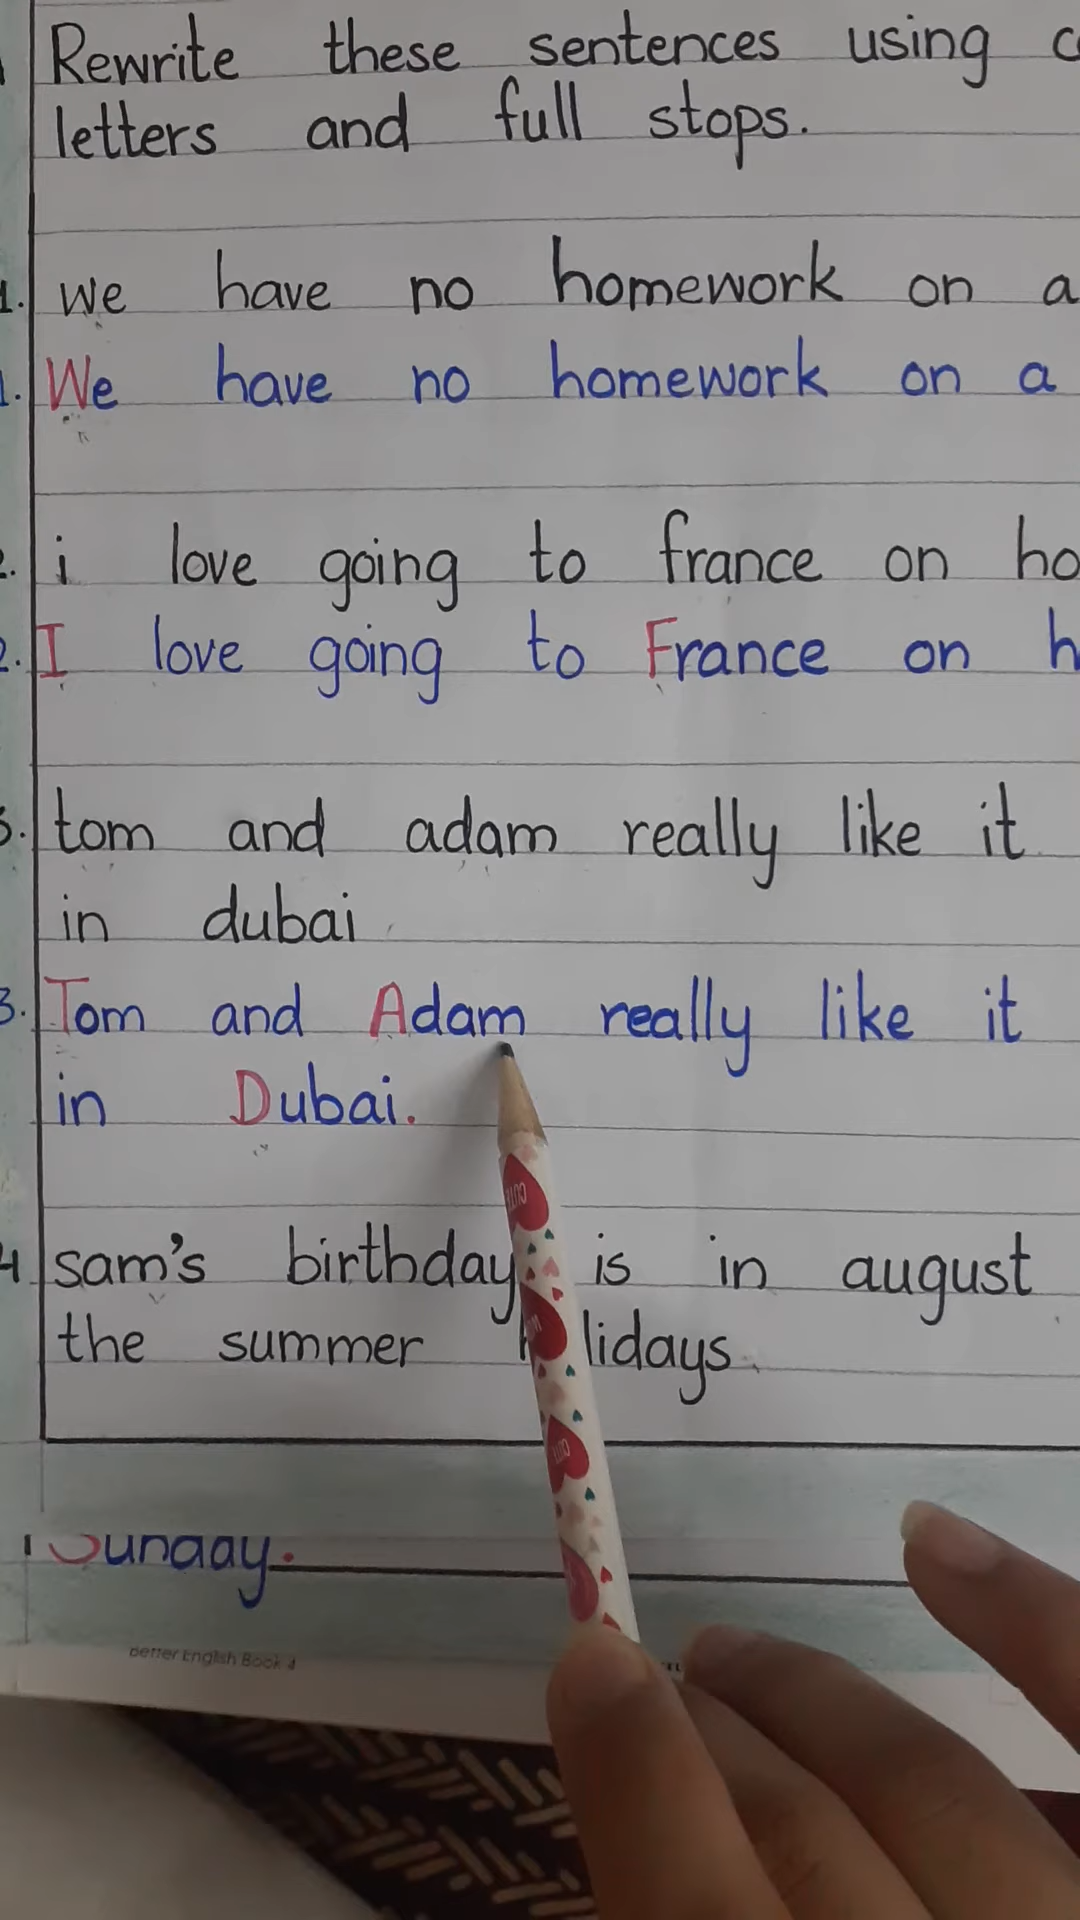 Rewrite these sentences using
letters and full stops.
1. we have no homework on a
1. We have no homework on a
2. i love going to france on ho
2. I love going to France on h
3. tom and adam really like it
in dubai
3. Tom and Adam really like it
in Dubai.
4. sam's birthday is in august
the summer lidays.
Sunday.
Better English Book 4